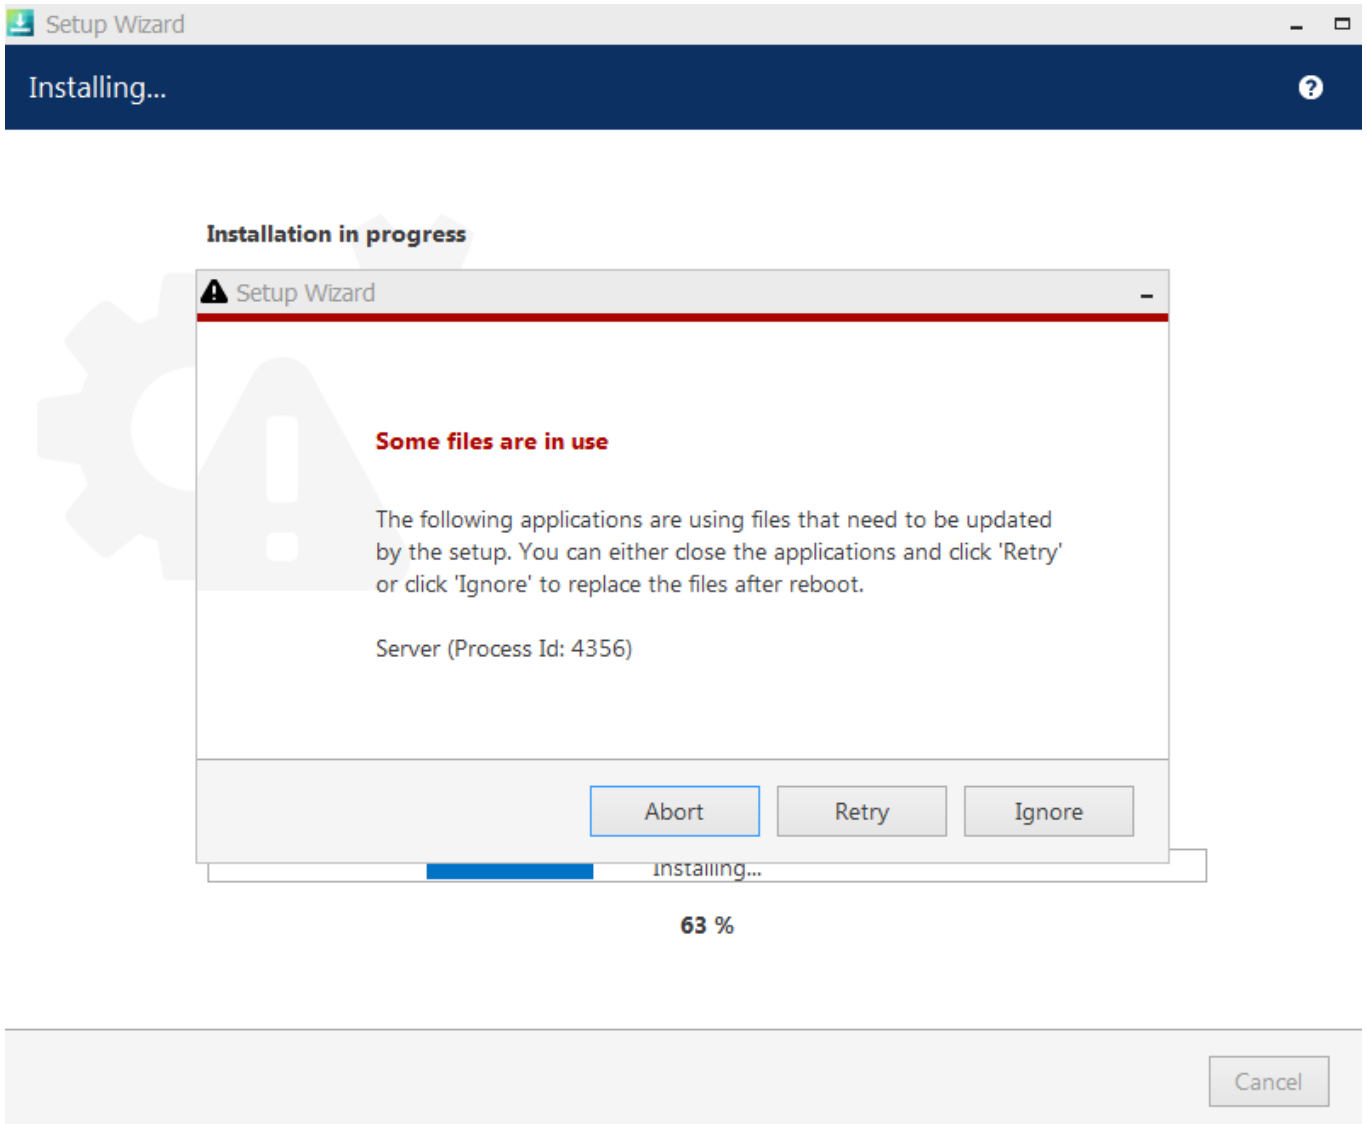 Setup Wizard
Installing...
Installation in progress
Setup Wizard
Some files are in use
The following applications are using files that need to be updated
by the setup. You can either close the applications and click 'Retry'
or click 'Ignore' to replace the files after reboot.
Server (Process Id: 4356)
Abort
Retry
Ignore
Installing...
63 %
Cancel